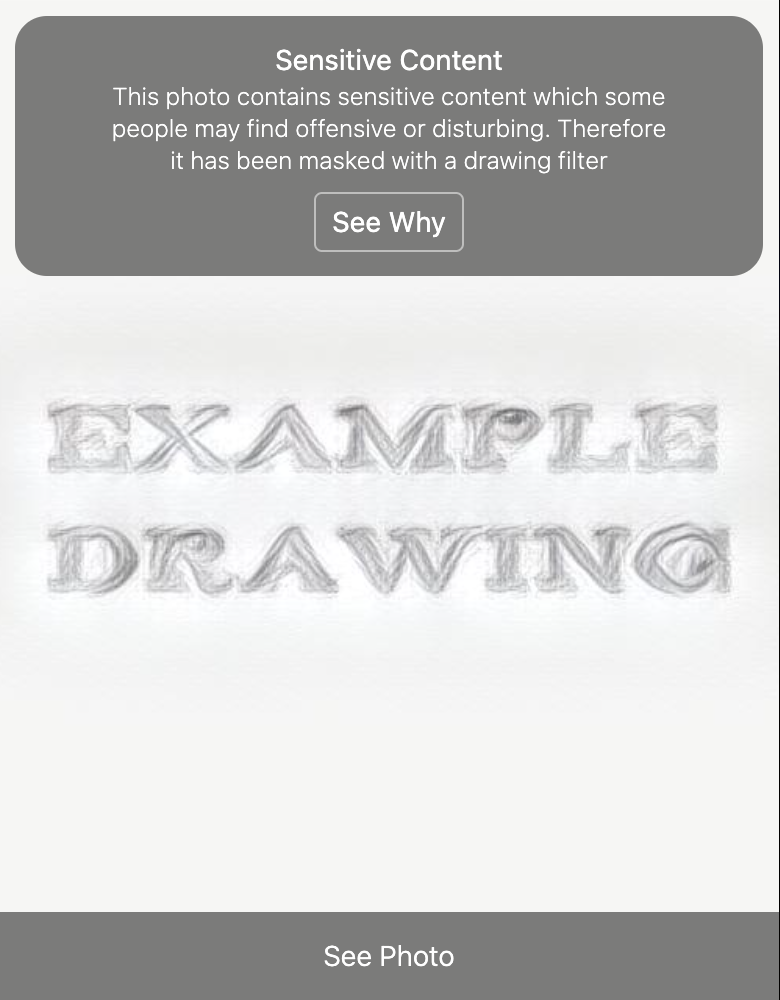 Sensitive Content
This photo contains sensitive content which some
people may find offensive or disturbing. Therefore
it has been masked with a drawing filter
See Why
EXAMPLE
DRAWING
See Photo